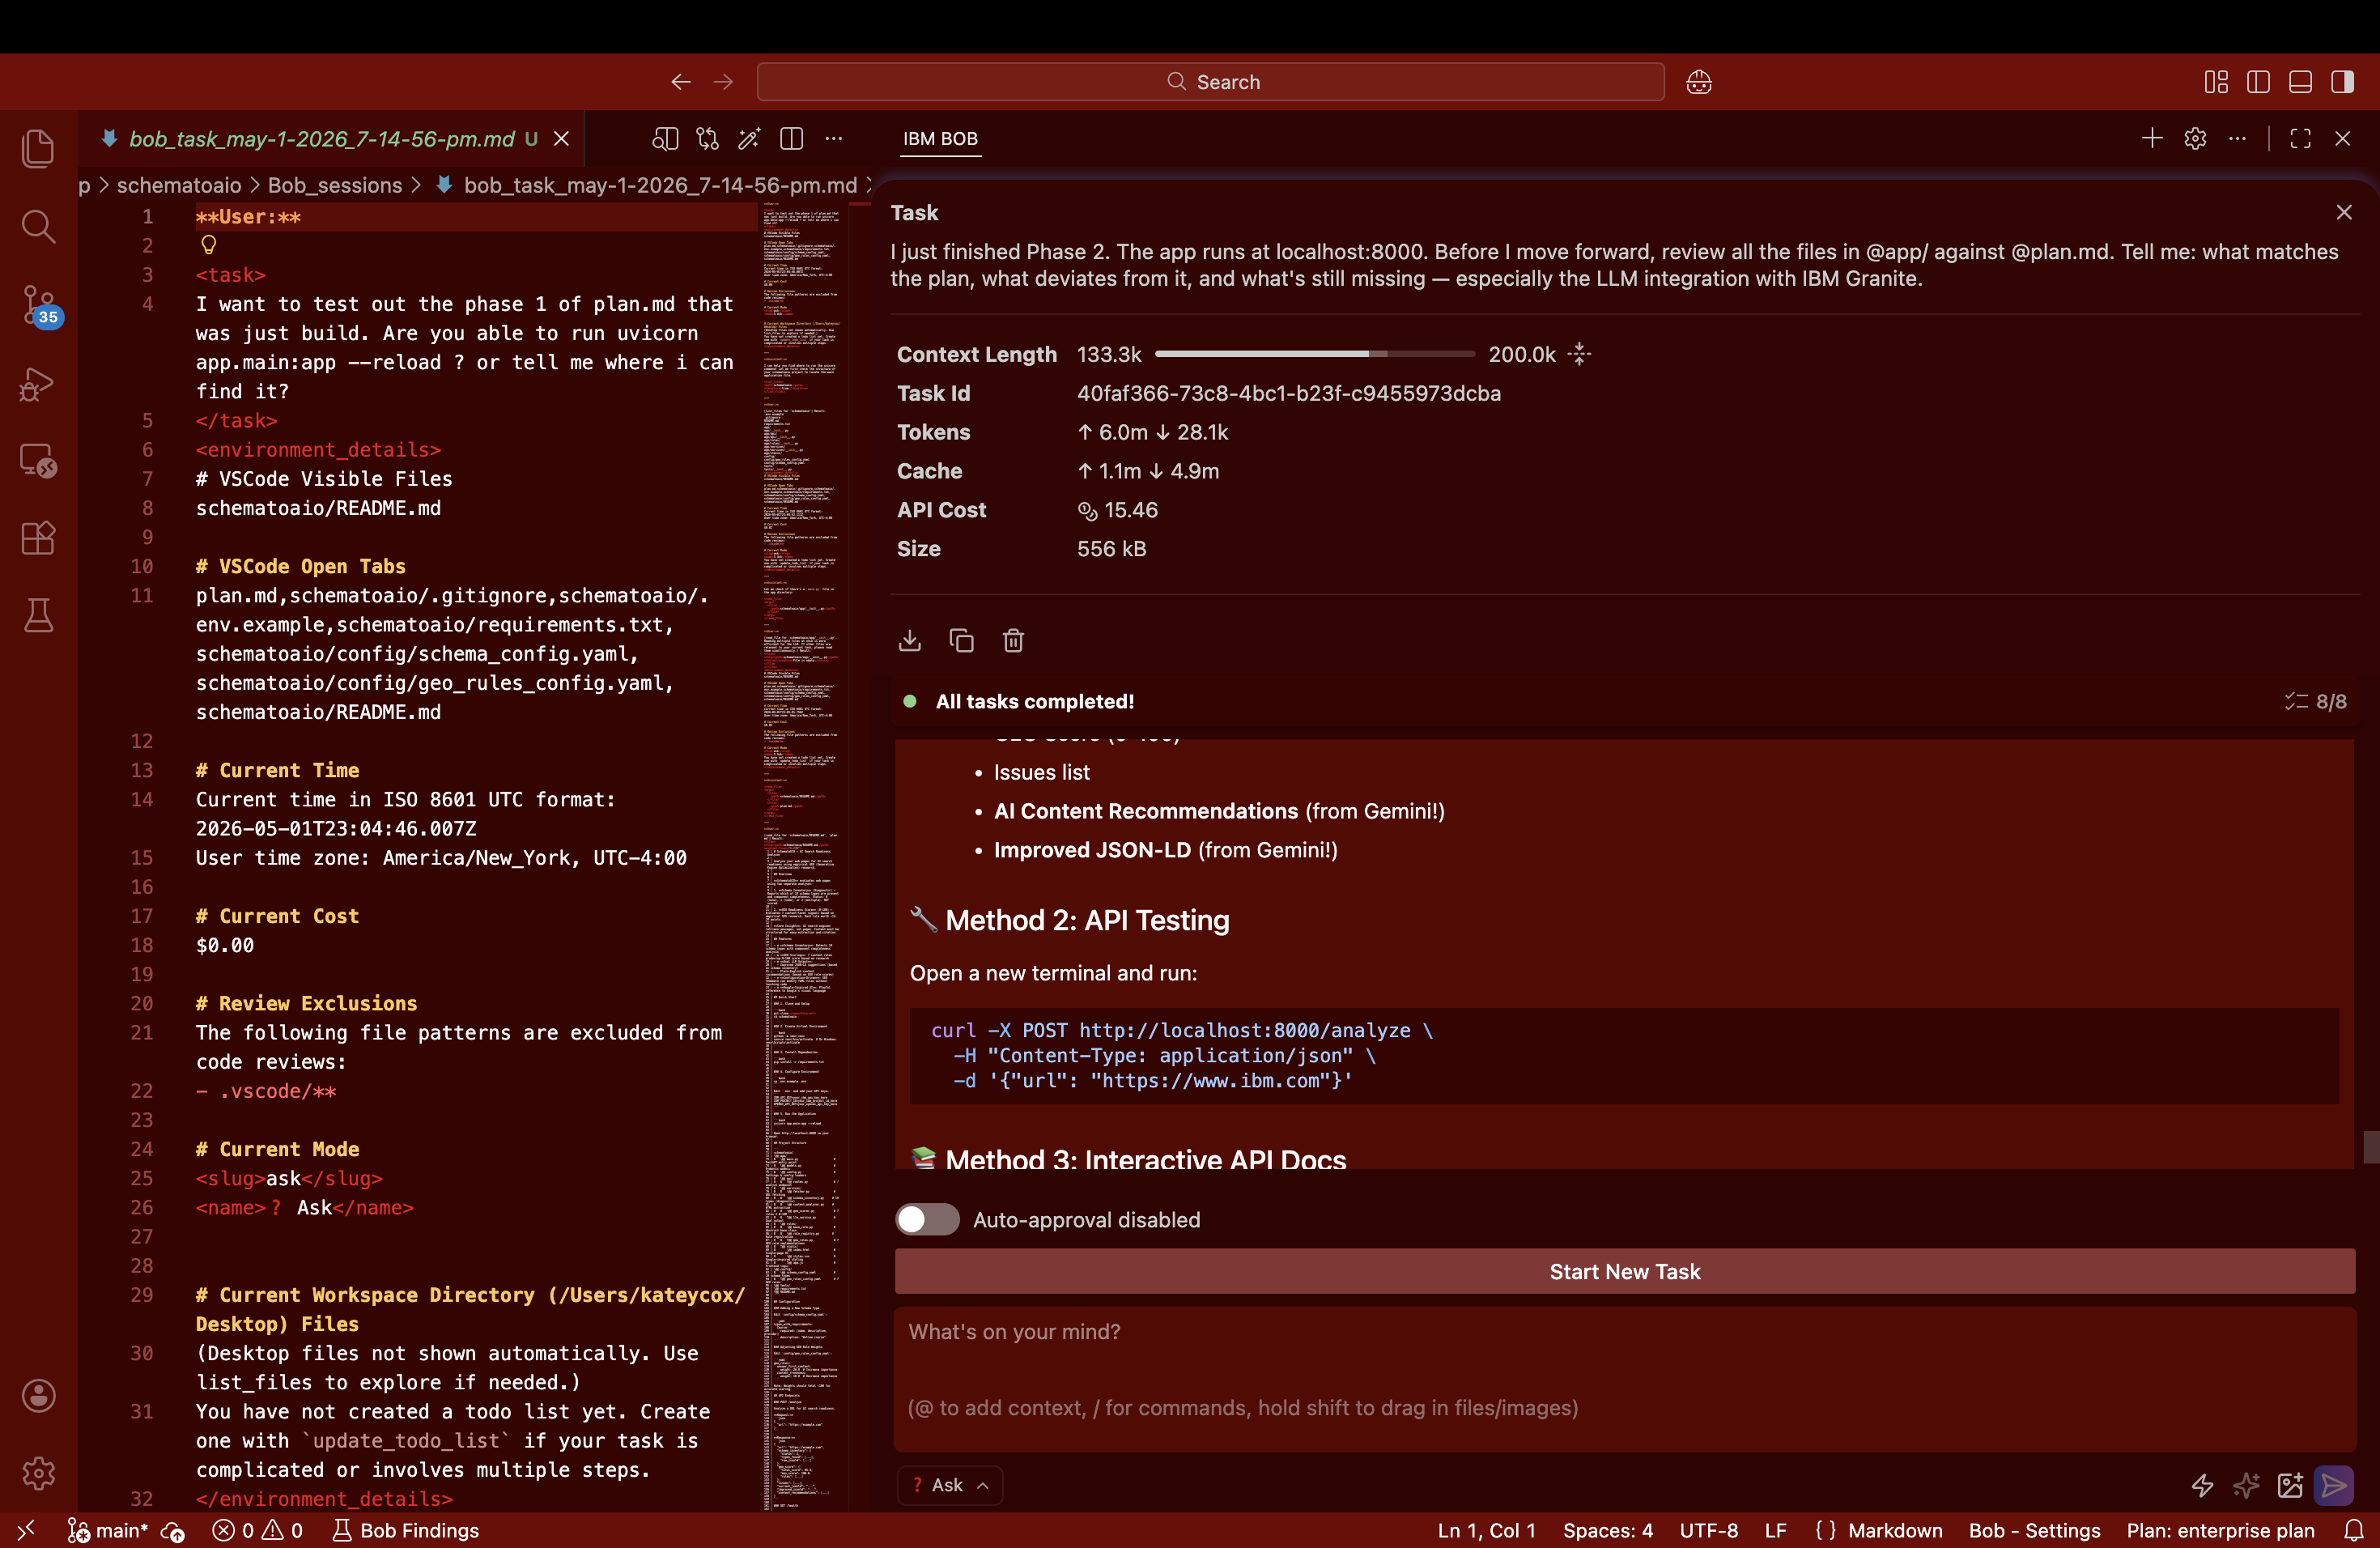 Search
bob_task_may-1-2026_7-14-56-pm.md U
IBM BOB
p > schematoaio > Bob_sessions > bob_task_may-1-2026_7-14-56-pm.md >
1 **User:**
2
3 <task>
4 I want to test out the phase 1 of plan.md that
was just build. Are you able to run uvicorn
app.main:app --reload ? or tell me where i can
find it?
5 </task>
6 <environment_details>
7 # VSCode Visible Files
8 schematoaio/README.md
9
10 # VSCode Open Tabs
11 plan.md,schematoaio/.gitignore,schematoaio/.
env.example,schematoaio/requirements.txt,
schematoaio/config/schema_config.yaml,
schematoaio/config/geo_rules_config.yaml,
schematoaio/README.md
12
13 # Current Time
14 Current time in ISO 8601 UTC format:
2026-05-01T23:04:46.007Z
15 User time zone: America/New_York, UTC-4:00
16
17 # Current Cost
18 $0.00
19
20 # Review Exclusions
21 The following file patterns are excluded from
code reviews:
22 - .vscode/**
23
24 # Current Mode
25 <slug>ask</slug>
26 <name>❓ Ask</name>
27
28
29 # Current Workspace Directory (/Users/kateycox/
Desktop) Files
30 (Desktop files not shown automatically. Use
list_files to explore if needed.)
31 You have not created a todo list yet. Create
one with `update_todo_list` if your task is
complicated or involves multiple steps.
32 </environment_details>
35
Task
I just finished Phase 2. The app runs at localhost:8000. Before I move forward, review all the files in @app/ against @plan.md. Tell me: what matches
the plan, what deviates from it, and what's still missing — especially the LLM integration with IBM Granite.
Context Length 133.3k 200.0k
Task Id 40faf366-73c8-4bc1-b23f-c9455973dcba
Tokens ↑ 6.0m ↓ 28.1k
Cache ↑ 1.1m ↓ 4.9m
API Cost 15.46
Size 556 kB
All tasks completed! 8/8
• Issues list
• AI Content Recommendations (from Gemini!)
• Improved JSON-LD (from Gemini!)
🔧 Method 2: API Testing
Open a new terminal and run:
curl -X POST http://localhost:8000/analyze \
-H "Content-Type: application/json" \
-d '{"url": "https://www.ibm.com"}'
📚 Method 3: Interactive API Docs
Auto-approval disabled
Start New Task
What's on your mind?
(@ to add context, / for commands, hold shift to drag in files/images)
❓ Ask
main* 0 0 Bob Findings Ln 1, Col 1 Spaces: 4 UTF-8 LF {} Markdown Bob - Settings Plan: enterprise plan